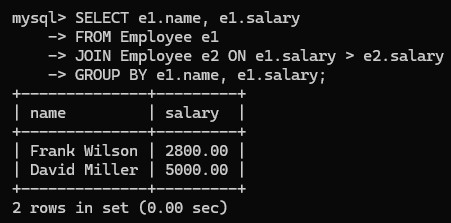 mysql> SELECT e1.name, e1.salary
    -> FROM Employee e1
    -> JOIN Employee e2 ON e1.salary > e2.salary
    -> GROUP BY e1.name, e1.salary;
+--------------+---------+
| name         | salary  |
+--------------+---------+
| Frank Wilson | 2800.00 |
| David Miller | 5000.00 |
+--------------+---------+
2 rows in set (0.00 sec)